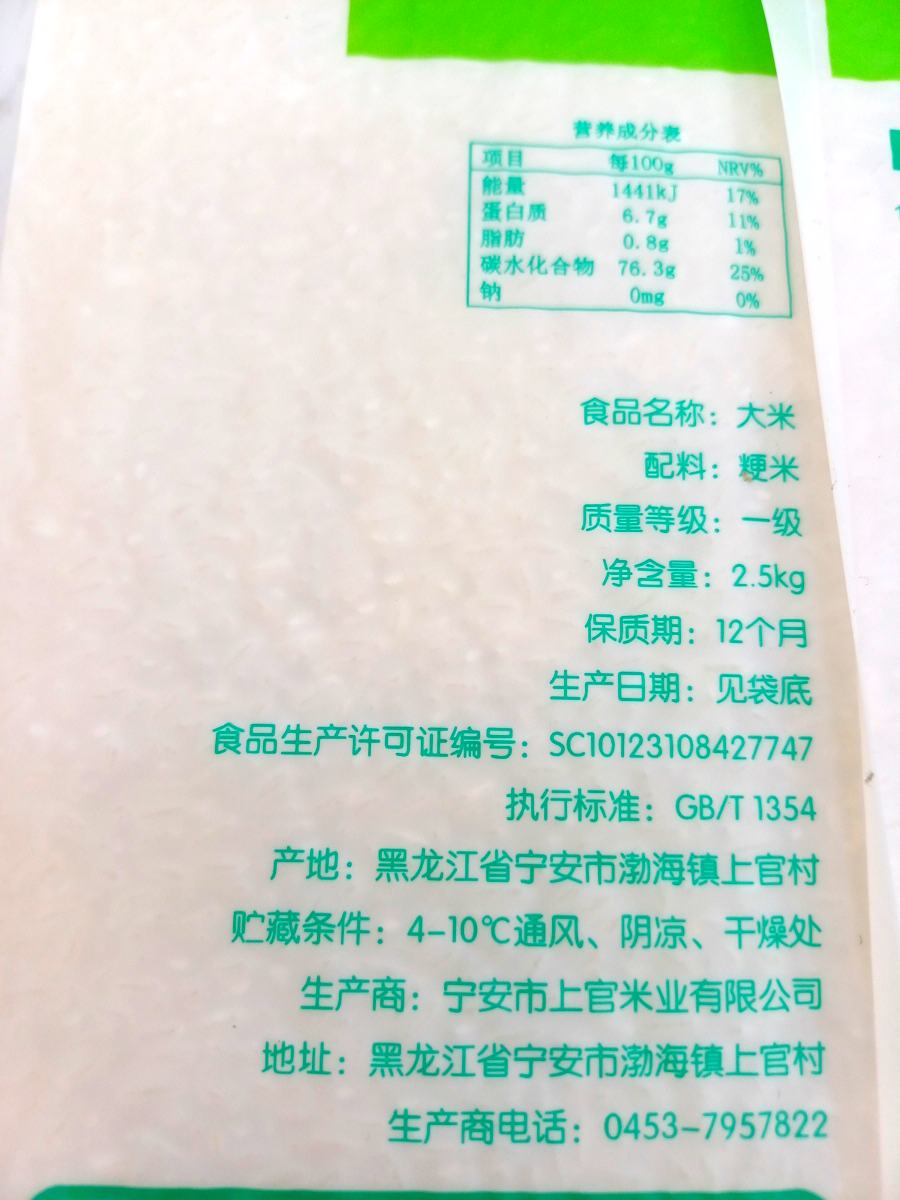 营养成分表
项目 每100g NRV%
能量 1441kJ 17%
蛋白质 6.7g 11%
脂肪 0.8g 1%
碳水化合物 76.3g 25%
钠 0mg 0%
食品名称：大米
配料：粳米
质量等级：一级
净含量：2.5kg
保质期：12个月
生产日期：见袋底
食品生产许可证编号：SC10123108427747
执行标准：GB/T 1354
产地：黑龙江省宁安市渤海镇上官村
贮藏条件：4-10℃通风、阴凉、干燥处
生产商：宁安市上官米业有限公司
地址：黑龙江省宁安市渤海镇上官村
生产商电话：0453-7957822